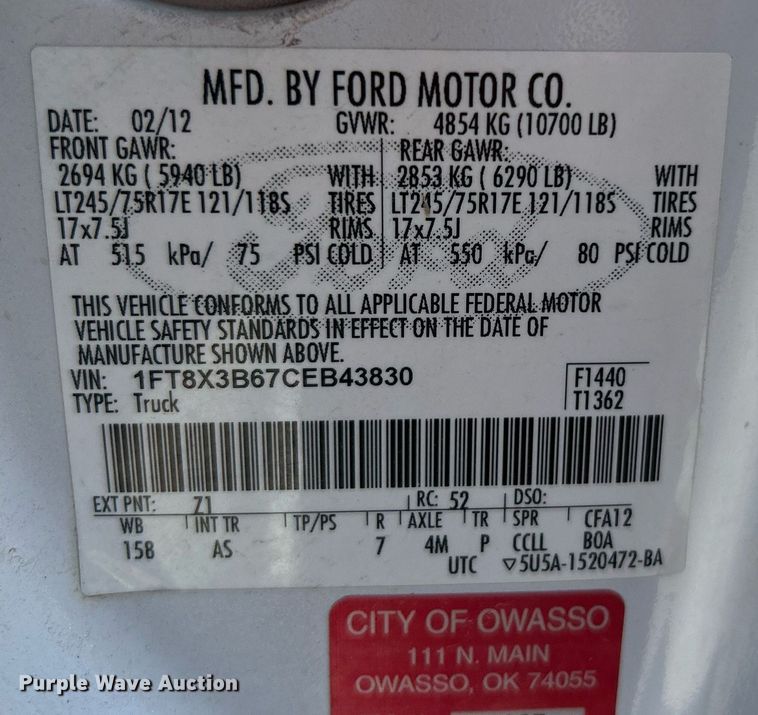 MFD. BY FORD MOTOR CO.
DATE: 02/12 GVWR: 4854 KG (10700 LB)
FRONT GAWR: REAR GAWR:
2694 KG ( 5940 LB) WITH 2853 KG ( 6290 LB) WITH
LT245/75R17E 121/118S TIRES LT245/75R17E 121/118S TIRES
17x7.5J RIMS 17x7.5J RIMS
AT 515 kPa/ 75 PSI COLD AT 550 kPa/ 80 PSI COLD
Ford
THIS VEHICLE CONFORMS TO ALL APPLICABLE FEDERAL MOTOR
VEHICLE SAFETY STANDARDS IN EFFECT ON THE DATE OF
MANUFACTURE SHOWN ABOVE.
VIN: 1FT8X3B67CEB43830 F1440
TYPE: Truck T1362
EXT PNT: Z1 RC: 52 DSO:
WB INT TR TP/PS R AXLE TR SPR CFA12
158 AS 7 4M P CCLL BOA
UTC ▽5U5A-1520472-BA
CITY OF OWASSO
111 N. MAIN
OWASSO, OK 74055
Purple Wave Auction